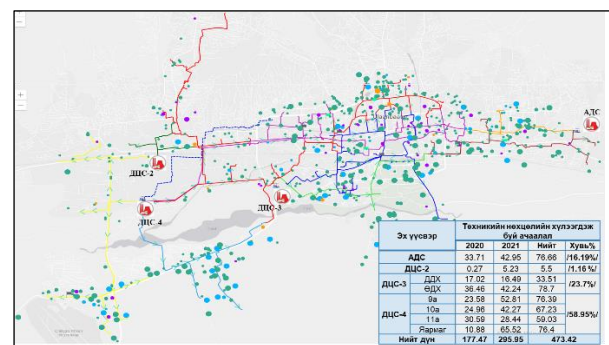 АДС
ДЦС-2
ДЦС-3
ДЦС-4
Эх үүсвэр Техникийн нөхцөлийн хүлээгдэж буй ачаалал
2020 2021 Нийт Хувь%
АДС 33.71 42.95 76.66 /16.19%/
ДЦС-2 0.27 5.23 5.5 /1.16 %/
ДЦС-3 ДДХ 17.02 16.49 33.51 /23.7%/
ӨДХ 36.46 42.24 78.7
ДЦС-4 9а 23.58 52.81 76.39 /58.95%/
10а 24.96 42.27 67.23
11а 30.59 28.44 59.03
Яармаг 10.88 65.52 76.4
Нийт дүн 177.47 295.95 473.42